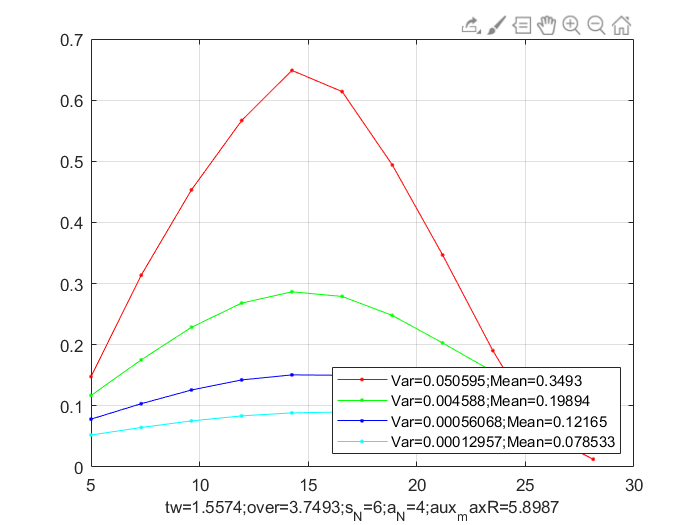 0.7
0.6
0.5
0.4
0.3
0.2
0.1
0
Var=0.050595;Mean=0.3493
Var=0.004588;Mean=0.19894
Var=0.00056068;Mean=0.12165
Var=0.00012957;Mean=0.078533
5 10 15 20 25 30
tw=1.5574;over=3.7493;s_N=6;a_N=4;aux_maxR=5.8987